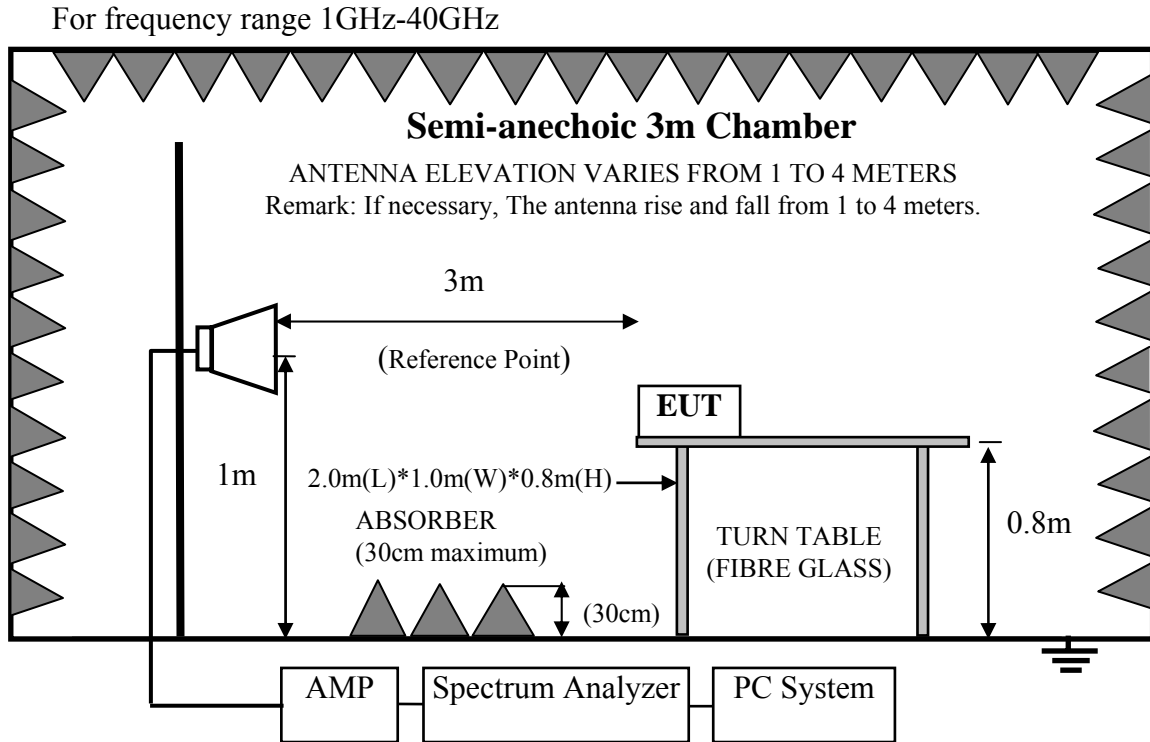 For frequency range 1GHz-40GHz
Semi-anechoic 3m Chamber
ANTENNA ELEVATION VARIES FROM 1 TO 4 METERS
Remark: If necessary, The antenna rise and fall from 1 to 4 meters.
3m
(Reference Point)
EUT
1m
2.0m(L)*1.0m(W)*0.8m(H)
ABSORBER
(30cm maximum)
(30cm)
TURN TABLE
(FIBRE GLASS)
0.8m
AMP
Spectrum Analyzer
PC System